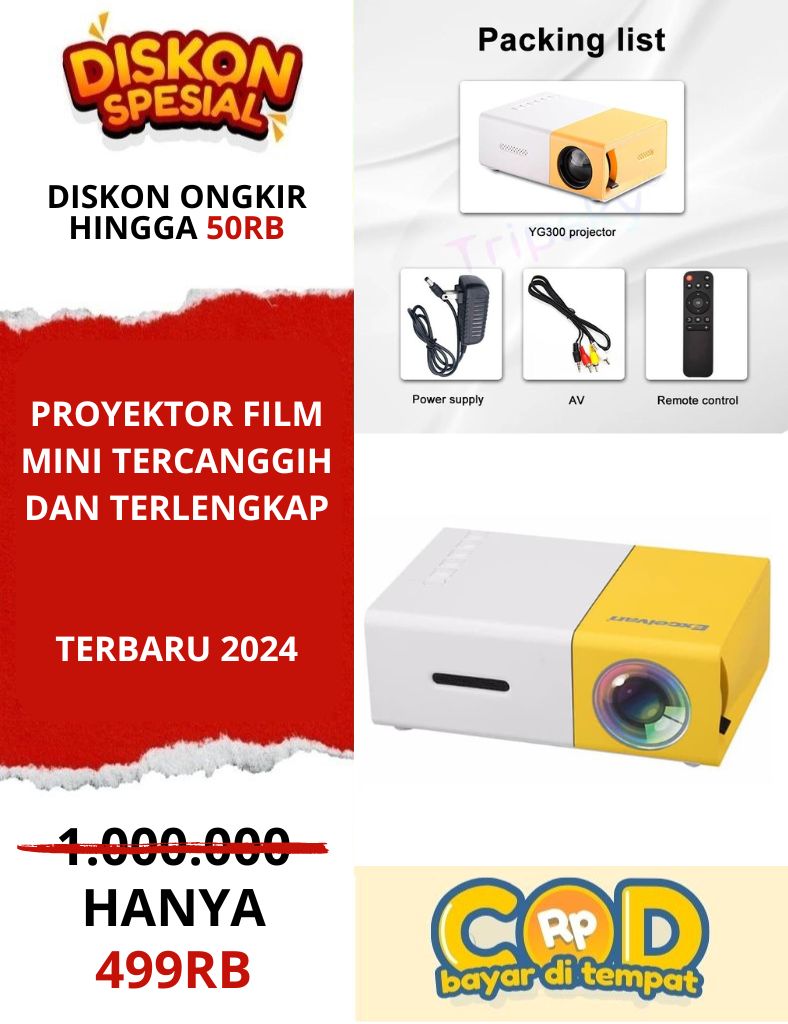 DISKON
SPESIAL
DISKON ONGKIR
HINGGA 50RB
PROYEKTOR FILM
MINI TERCANGGIH
DAN TERLENGKAP
TERBARU 2024
1.000.000
HANYA
499RB
Packing list
YG300 projector
Power supply
AV
Remote control
Excelvan
COD
Rp
bayar di tempat